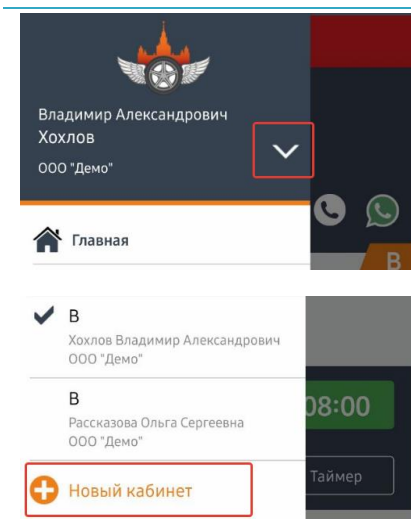 Владимир Александрович
Хохлов
ООО "Демо"
Главная
В
В
Хохлов Владимир Александрович
ООО "Демо"
В
Рассказова Ольга Сергеевна
ООО "Демо"
08:00
Таймер
Новый кабинет